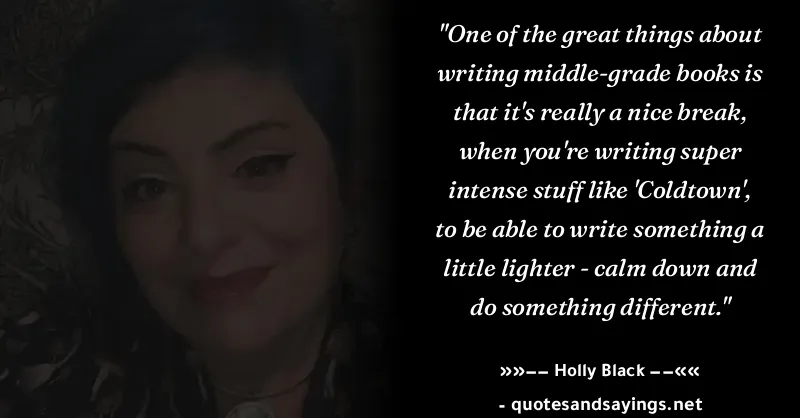 "One of the great things about
writing middle-grade books is
that it's really a nice break,
when you're writing super
intense stuff like 'Coldtown',
to be able to write something a
little lighter - calm down and
do something different."
»»−− Holly Black −−««
- quotesandsayings.net